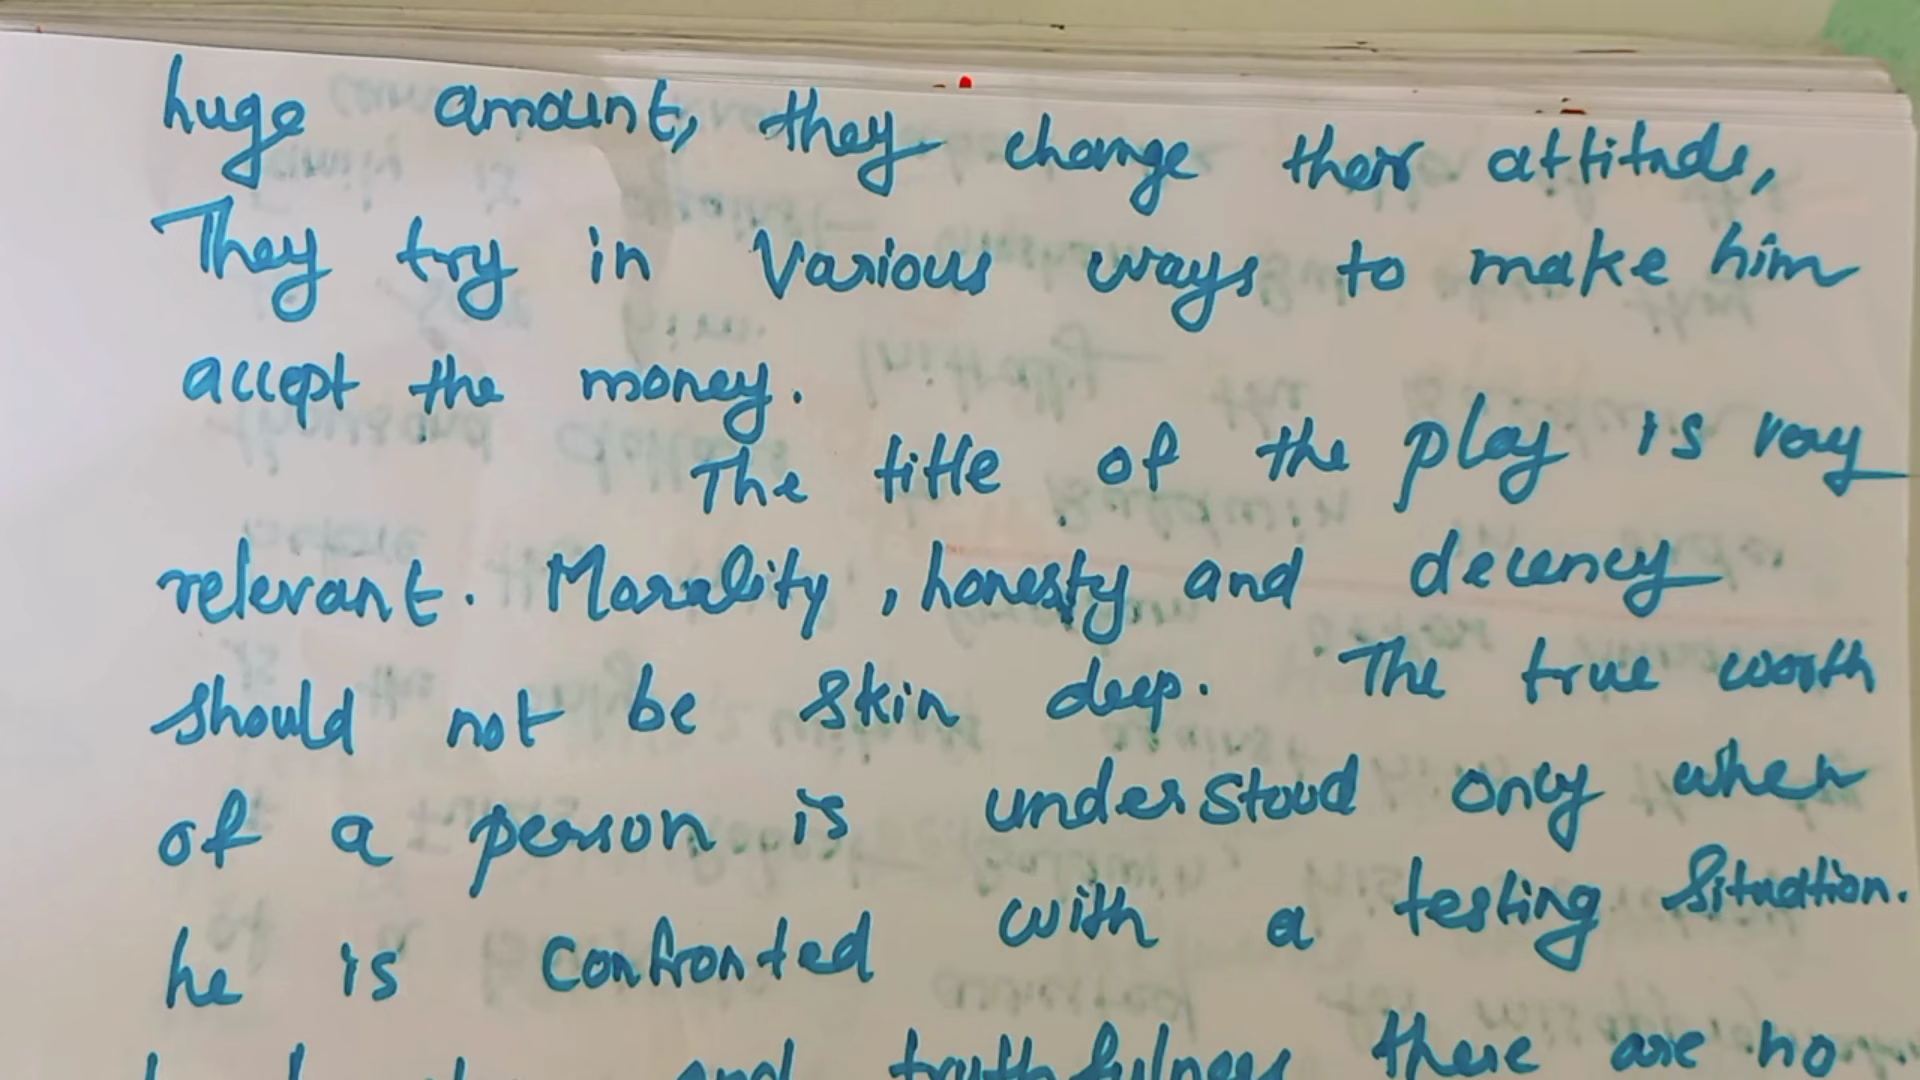 huge amount, they change their attitude,
They try in Various ways to make him
accept the money.
The title of the play is very
relevant. Morality, honesty and decency
should not be skin deep. The true worth
of a person is understood only when
he is confronted with a testing situation.
and truthfulness there are no